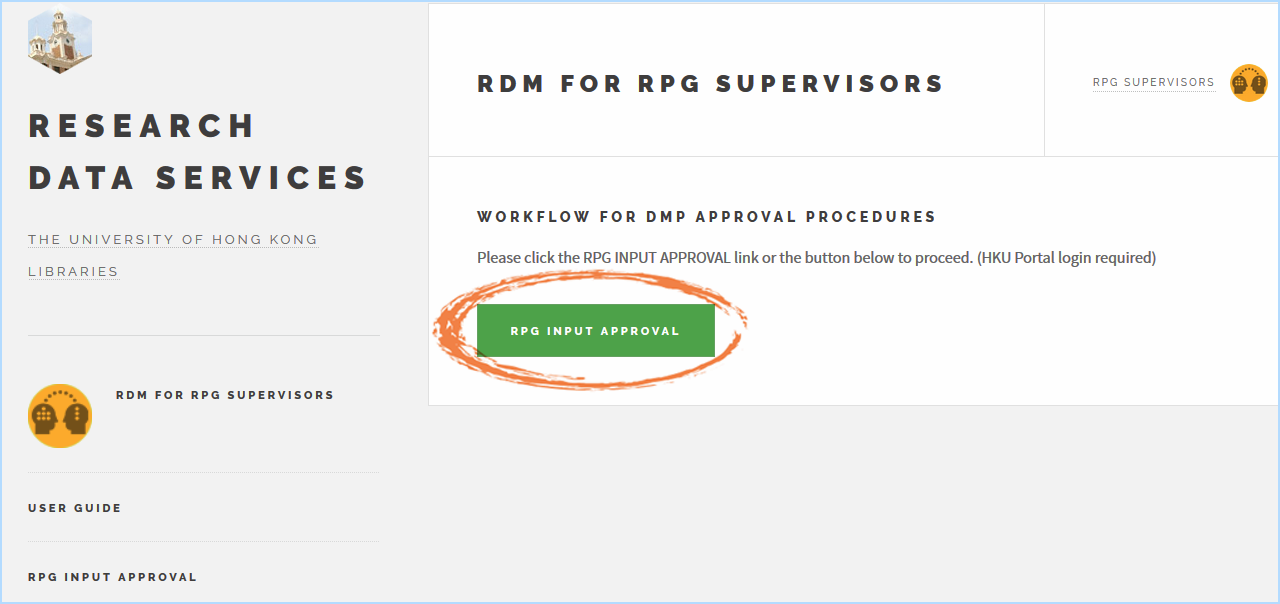 RESEARCH
DATA SERVICES
THE UNIVERSITY OF HONG KONG
LIBRARIES
RDM FOR RPG SUPERVISORS
USER GUIDE
RPG INPUT APPROVAL
RDM FOR RPG SUPERVISORS
RPG SUPERVISORS
WORKFLOW FOR DMP APPROVAL PROCEDURES
Please click the RPG INPUT APPROVAL link or the button below to proceed. (HKU Portal login required)
RPG INPUT APPROVAL